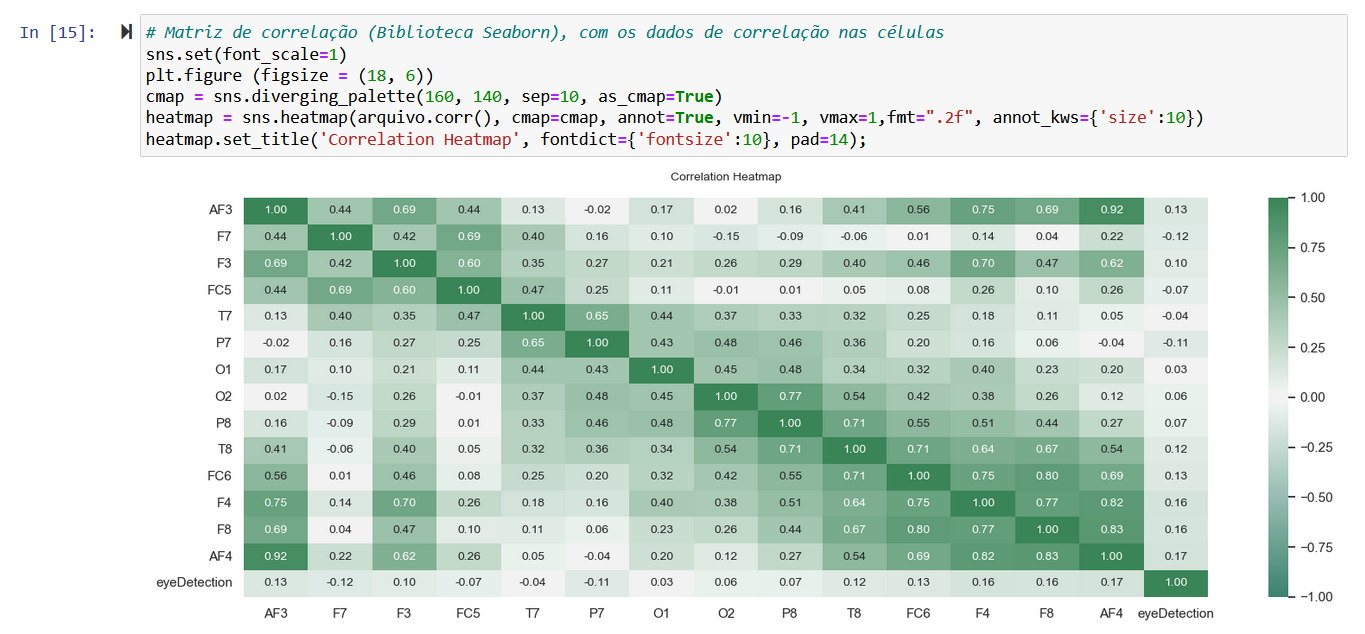 In [15]:
# Matriz de correlação (Biblioteca Seaborn), com os dados de correlação nas células
sns.set(font_scale=1)
plt.figure (figsize = (18, 6))
cmap = sns.diverging_palette(160, 140, sep=10, as_cmap=True)
heatmap = sns.heatmap(arquivo.corr(), cmap=cmap, annot=True, vmin=-1, vmax=1,fmt=".2f", annot_kws={'size':10})
heatmap.set_title('Correlation Heatmap', fontdict={'fontsize':10}, pad=14);
Correlation Heatmap
AF3 1.00 0.44 0.69 0.44 0.13 -0.02 0.17 0.02 0.16 0.41 0.56 0.75 0.69 0.92 0.13
F7 0.44 1.00 0.42 0.69 0.40 0.16 0.10 -0.15 -0.09 -0.06 0.01 0.14 0.04 0.22 -0.12
F3 0.69 0.42 1.00 0.60 0.35 0.27 0.21 0.26 0.29 0.40 0.46 0.70 0.47 0.62 0.10
FC5 0.44 0.69 0.60 1.00 0.47 0.25 0.11 -0.01 0.01 0.05 0.08 0.26 0.10 0.26 -0.07
T7 0.13 0.40 0.35 0.47 1.00 0.65 0.44 0.37 0.33 0.32 0.25 0.18 0.11 0.05 -0.04
P7 -0.02 0.16 0.27 0.25 0.65 1.00 0.43 0.48 0.46 0.36 0.20 0.16 0.06 -0.04 -0.11
O1 0.17 0.10 0.21 0.11 0.44 0.43 1.00 0.45 0.48 0.34 0.32 0.40 0.23 0.20 0.03
O2 0.02 -0.15 0.26 -0.01 0.37 0.48 0.45 1.00 0.77 0.54 0.42 0.38 0.26 0.12 0.06
P8 0.16 -0.09 0.29 0.01 0.33 0.46 0.48 0.77 1.00 0.71 0.55 0.51 0.44 0.27 0.07
T8 0.41 -0.06 0.40 0.05 0.32 0.36 0.34 0.54 0.71 1.00 0.71 0.64 0.67 0.54 0.12
FC6 0.56 0.01 0.46 0.08 0.25 0.20 0.32 0.42 0.55 0.71 1.00 0.75 0.80 0.69 0.13
F4 0.75 0.14 0.70 0.26 0.18 0.16 0.40 0.38 0.51 0.64 0.75 1.00 0.77 0.82 0.16
F8 0.69 0.04 0.47 0.10 0.11 0.06 0.23 0.26 0.44 0.67 0.80 0.77 1.00 0.83 0.16
AF4 0.92 0.22 0.62 0.26 0.05 -0.04 0.20 0.12 0.27 0.54 0.69 0.82 0.83 1.00 0.17
eyeDetection 0.13 -0.12 0.10 -0.07 -0.04 -0.11 0.03 0.06 0.07 0.12 0.13 0.16 0.16 0.17 1.00
AF3 F7 F3 FC5 T7 P7 O1 O2 P8 T8 FC6 F4 F8 AF4 eyeDetection
1.00
0.75
0.50
0.25
0.00
−0.25
−0.50
−0.75
−1.00